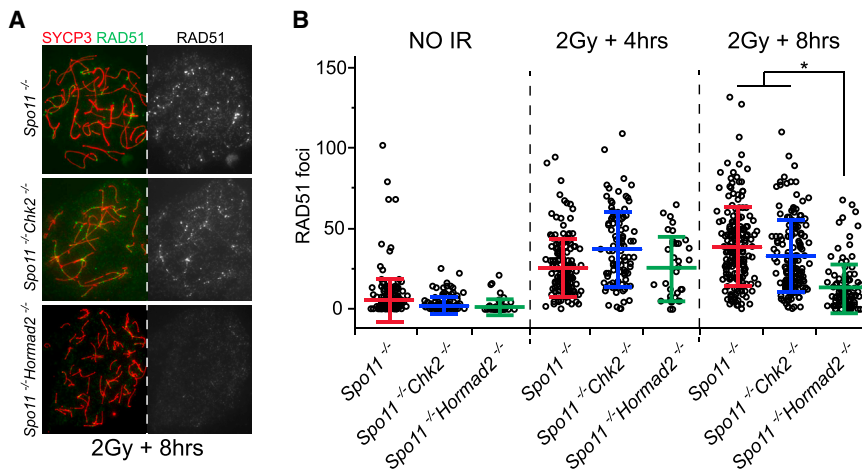 A
SYCP3 RAD51 RAD51
Spo11 -/-
Spo11 -/- Chk2 -/-
Spo11 -/- Hormad2 -/-
2Gy + 8hrs
B
NO IR 2Gy + 4hrs 2Gy + 8hrs
*
RAD51 foci
150
100
50
0
Spo11 -/-
Spo11 -/- Chk2 -/-
Spo11 -/- Hormad2 -/-
Spo11 -/-
Spo11 -/- Chk2 -/-
Spo11 -/- Hormad2 -/-
Spo11 -/-
Spo11 -/- Chk2 -/-
Spo11 -/- Hormad2 -/-